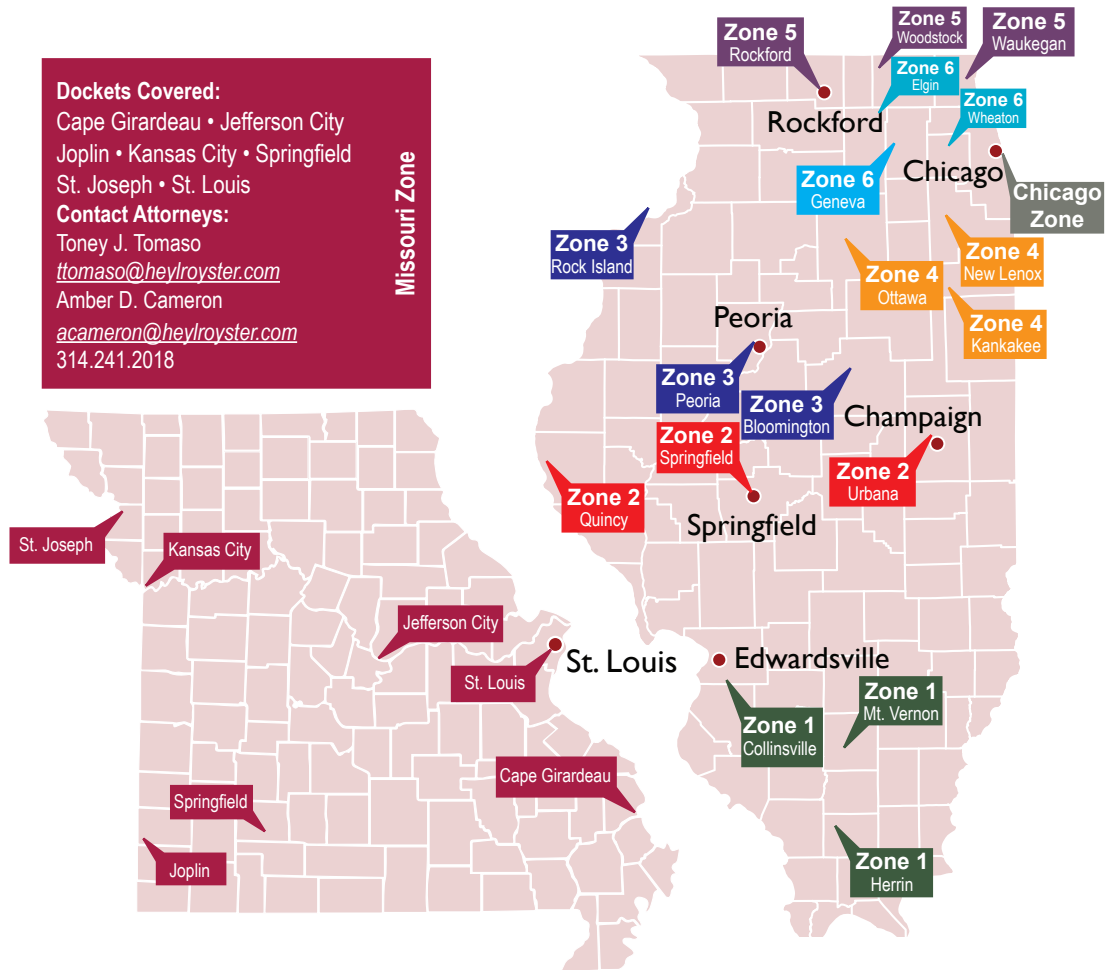 Dockets Covered:
Cape Girardeau • Jefferson City
Joplin • Kansas City • Springfield
St. Joseph • St. Louis
Contact Attorneys:
Toney J. Tomaso
ttomaso@heylroyster.com
Amber D. Cameron
acameron@heylroyster.com
314.241.2018
Missouri Zone
Zone 5
Rockford
Zone 5
Woodstock
Zone 5
Waukegan
Zone 6
Elgin
Zone 6
Wheaton
Rockford
Chicago
Zone 6
Geneva
Chicago
Zone
Zone 3
Rock Island
Zone 4
Ottawa
Zone 4
New Lenox
Zone 4
Kankakee
Peoria
Zone 3
Peoria
Zone 3
Bloomington
Champaign
Zone 2
Springfield
Zone 2
Urbana
Zone 2
Quincy
Springfield
St. Joseph
Kansas City
Jefferson City
St. Louis
St. Louis
Edwardsville
Zone 1
Mt. Vernon
Zone 1
Collinsville
Cape Girardeau
Springfield
Joplin
Zone 1
Herrin